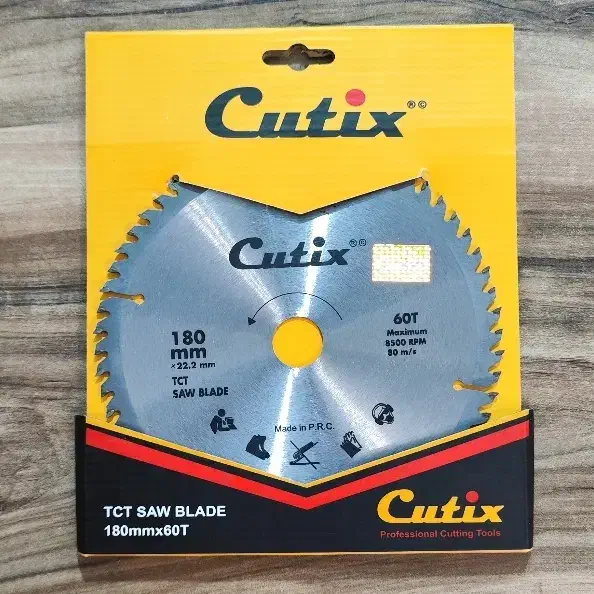 Cutix®©
Cutix®©
180
mm
×22.2 mm
TCT
SAW BLADE
60T
Maximum
8500 RPM
80 m/s
Made in P.R.C.
TCT SAW BLADE
180mmx60T
Cutix
Professional Cutting Tools